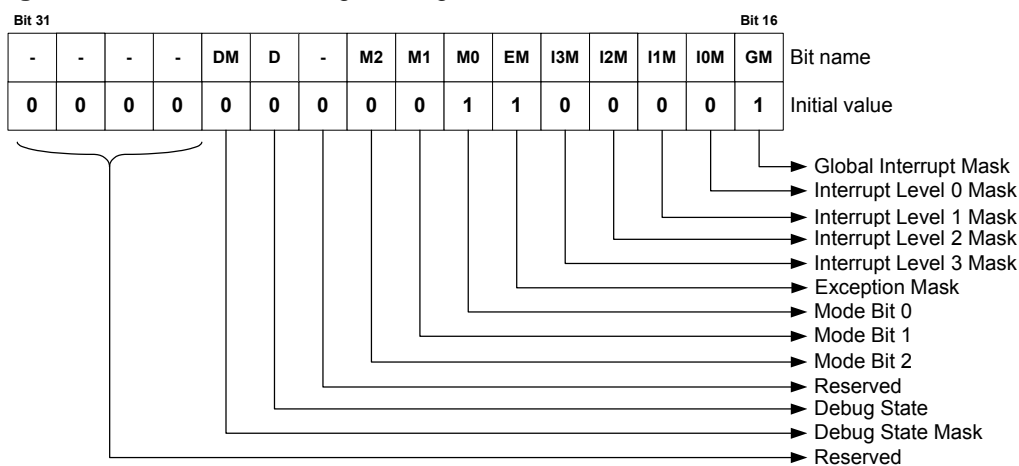 Bit 31 Bit 16
- - - - DM D - M2 M1 M0 EM I3M I2M I1M I0M GM Bit name
0 0 0 0 0 0 0 0 0 1 1 0 0 0 0 1 Initial value
Global Interrupt Mask
Interrupt Level 0 Mask
Interrupt Level 1 Mask
Interrupt Level 2 Mask
Interrupt Level 3 Mask
Exception Mask
Mode Bit 0
Mode Bit 1
Mode Bit 2
Reserved
Debug State
Debug State Mask
Reserved